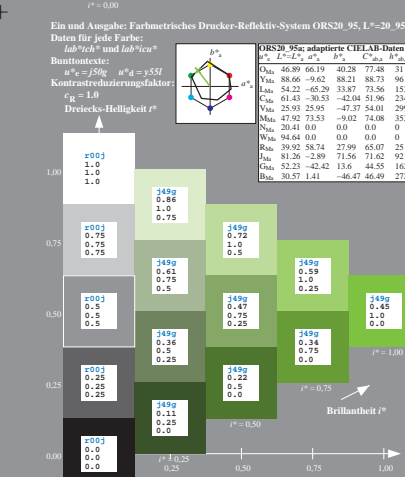 i* = 0,00
Ein und Ausgabe: Farbmetrisches Drucker-Reflektiv-System ORS20_95, L*=20_95
Daten für jede Farbe:
lab*tch* und lab*icu*
Bunttontexte:
u*e = j50g u*d = y55l
Kontrastreduzierungsfaktor:
cR = 1.0
Dreiecks-Helligkeit t*
b*a
a*a
ORS20_95a; adaptierte CIELAB-Daten
u*e L*=L*a a*a b*a C*ab,a h*ab,
OMa 46.89 66.19 40.28 77.48 31
YMa 88.66 −9.62 88.21 88.73 96
LMa 54.22 −65.29 33.87 73.56
CMa 61.43 −30.53 −42.04 51.96
VMa 25.93 25.95 −47.37 54.01
MMa 47.92 73.53 −9.02 74.08
NMa 20.41 0.0 0.0 0.0 0
WMa 94.64 0.0 0.0 0.0 0
RMa 39.92 58.74 27.99 65.07 25
JMa 81.26 −2.89 71.56 71.62 92
GMa 52.23 −42.42 13.6 44.55
BMa 30.57 1.41 −46.47 46.49
1,00
0,75
0,50
0,25
0,00
r00j
1.0
1.0
1.0
r00j
0.75
0.75
0.75
r00j
0.5
0.5
0.5
r00j
0.25
0.25
0.25
r00j
0.0
0.0
0.0
j49g
0.86
1.0
0.75
j49g
0.61
0.75
0.5
j49g
0.36
0.5
0.25
j49g
0.11
0.25
0.0
j49g
0.72
1.0
0.5
j49g
0.47
0.75
0.25
j49g
0.22
0.5
0.0
j49g
0.59
1.0
0.25
j49g
0.34
0.75
0.0
j49g
0.45
1.0
0.0
i* = 1,00
i* = 0,75
Brillantheit i*
i* = 0,50
i* = 0,25
0,25 0,50 0,75 1,00